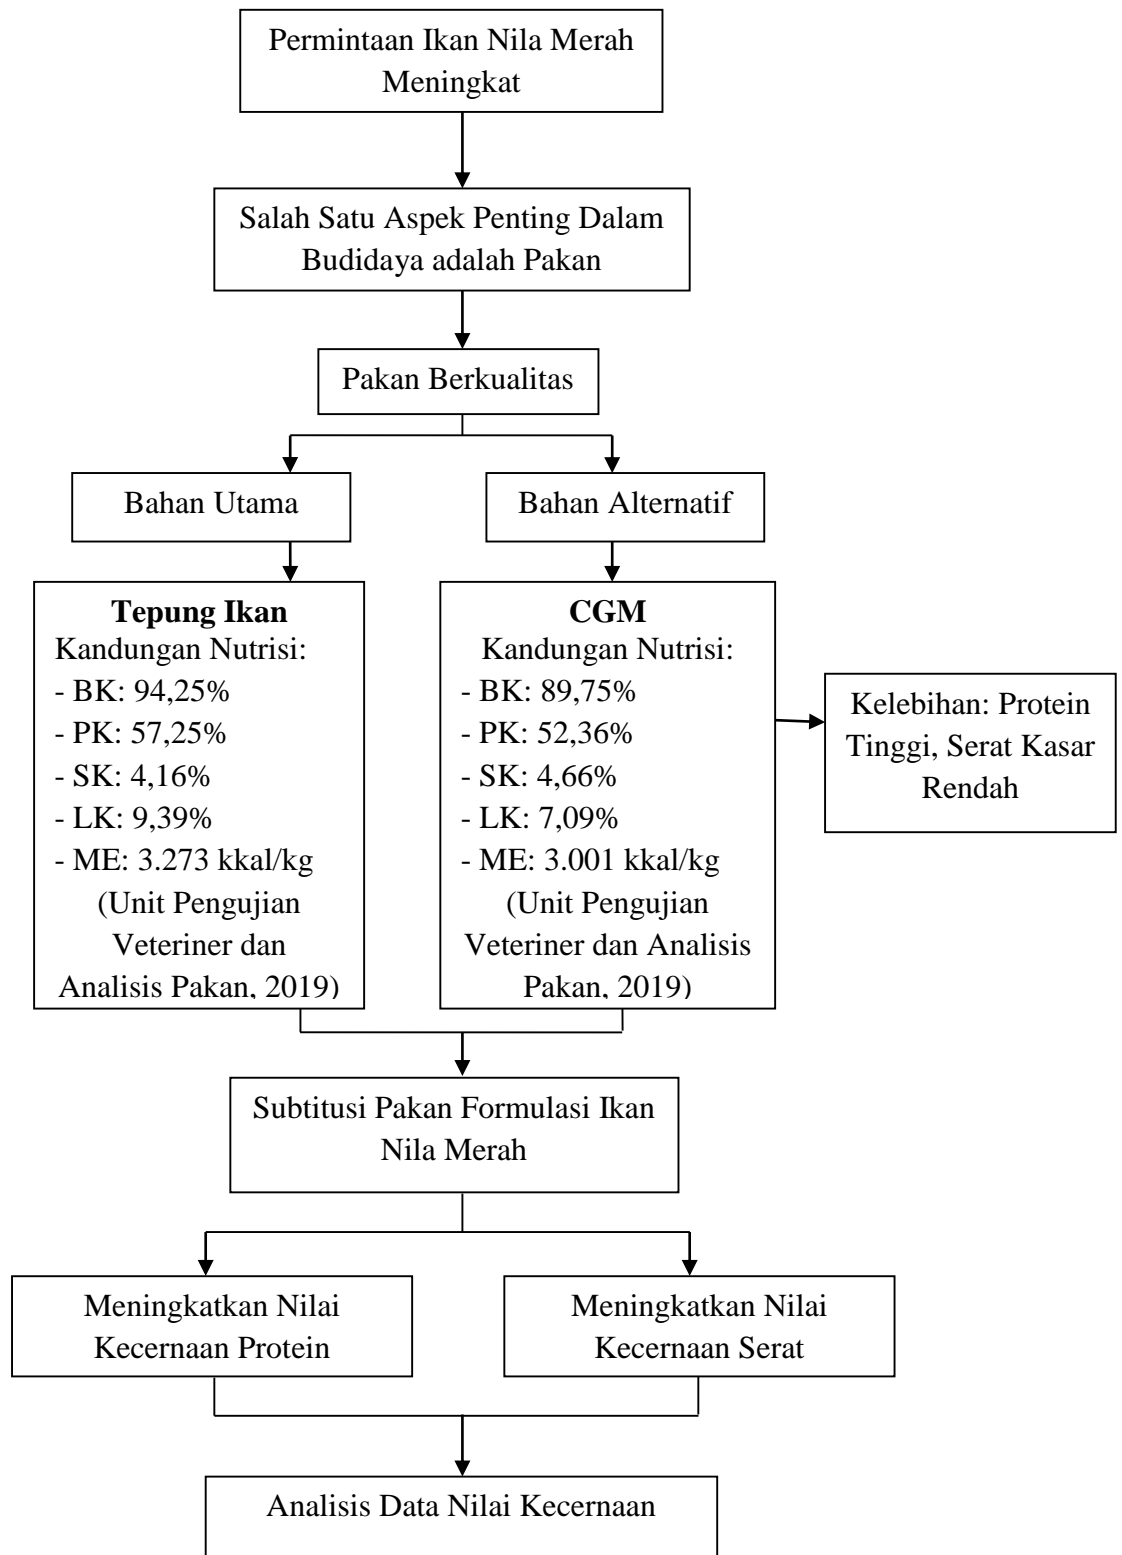 Permintaan Ikan Nila Merah
Meningkat
Salah Satu Aspek Penting Dalam
Budidaya adalah Pakan
Pakan Berkualitas
Bahan Utama
Bahan Alternatif
Tepung Ikan
Kandungan Nutrisi:
- BK: 94,25%
- PK: 57,25%
- SK: 4,16%
- LK: 9,39%
- ME: 3.273 kkal/kg
(Unit Pengujian
Veteriner dan
Analisis Pakan, 2019)
CGM
Kandungan Nutrisi:
- BK: 89,75%
- PK: 52,36%
- SK: 4,66%
- LK: 7,09%
- ME: 3.001 kkal/kg
(Unit Pengujian
Veteriner dan Analisis
Pakan, 2019)
Kelebihan: Protein
Tinggi, Serat Kasar
Rendah
Subtitusi Pakan Formulasi Ikan
Nila Merah
Meningkatkan Nilai
Kecernaan Protein
Meningkatkan Nilai
Kecernaan Serat
Analisis Data Nilai Kecernaan